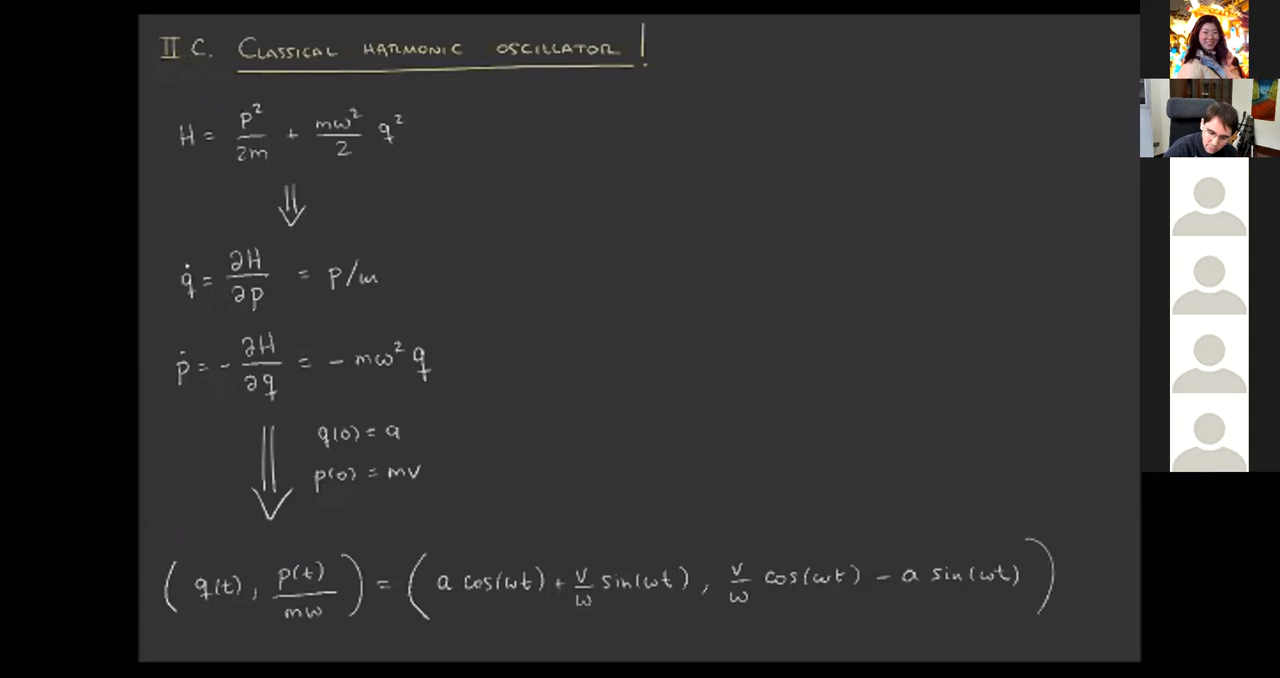 II C. CLASSICAL HARMONIC OSCILLATOR!
H = p²/2m + mω²/2 q²
⇓
q̇ = ∂H/∂p = p/m
ṗ = - ∂H/∂q = - mω² q
⇓ q(0) = a
p(0) = mv
( q(t), p(t)/mω ) = ( a cos(ωt) + v/ω sin(ωt), v/ω cos(ωt) - a sin(ωt) )